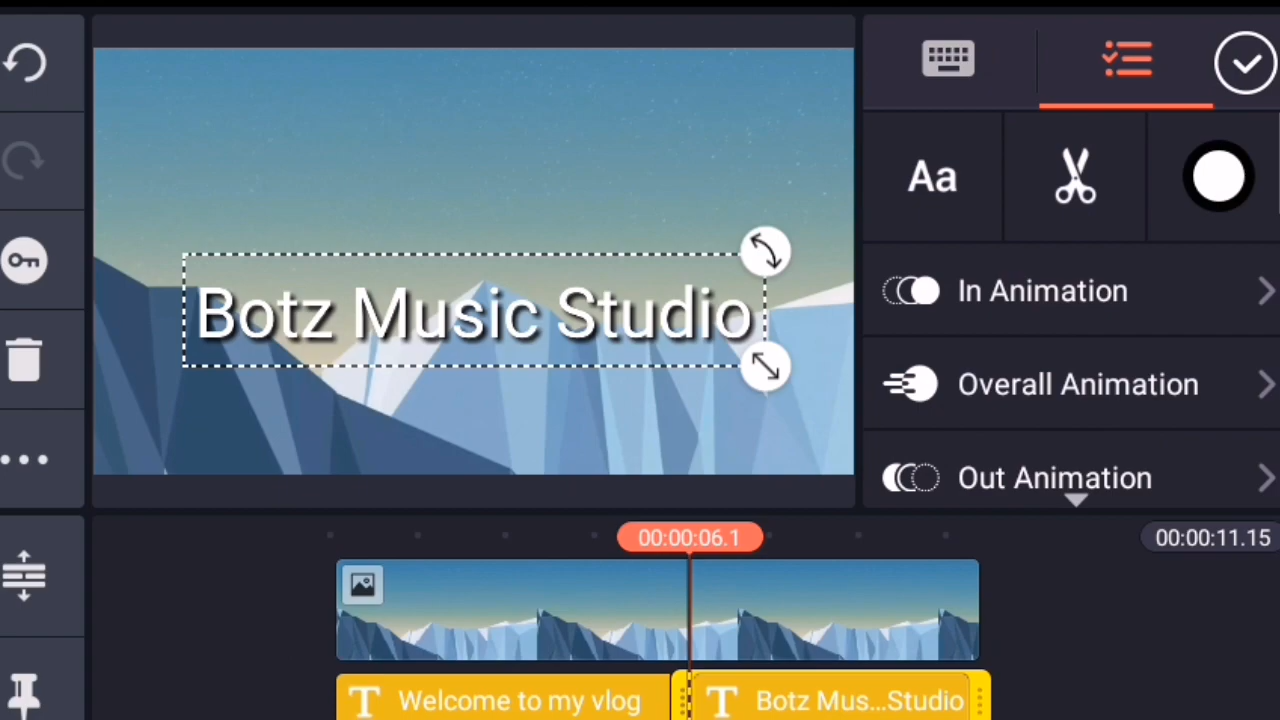 Botz Music Studio
Aa
In Animation
Overall Animation
Out Animation
00:00:06.1
00:00:11.15
T Welcome to my vlog
T Botz Mus...Studio